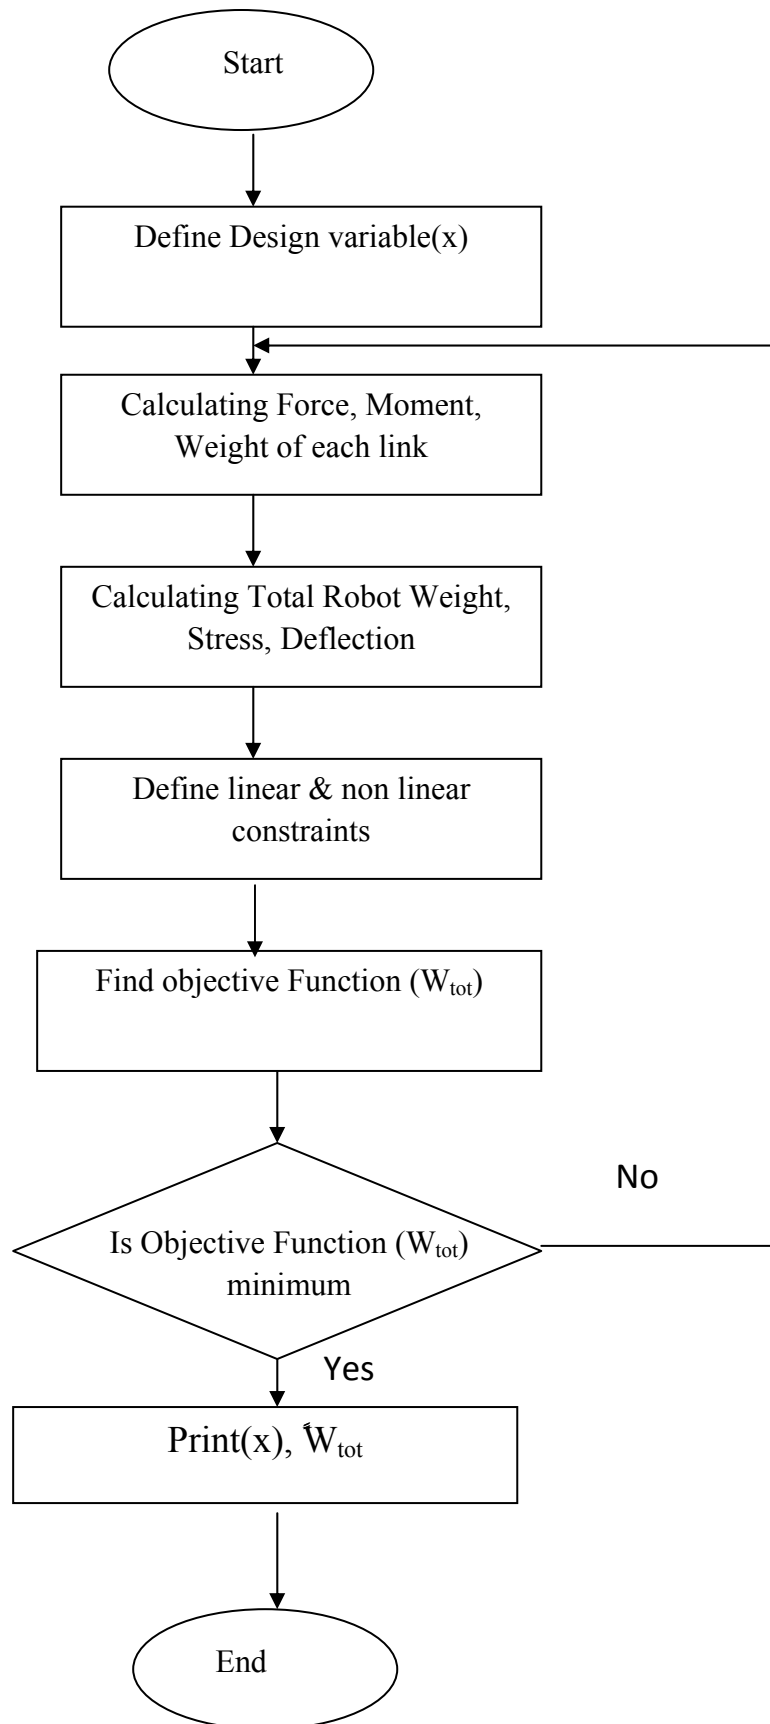 Start
Define Design variable(x)
Calculating Force, Moment,
Weight of each link
Calculating Total Robot Weight,
Stress, Deflection
Define linear & non linear
constraints
Find objective Function (Wtot)
No
Is Objective Function (Wtot)
minimum
Yes
Print(x), Wtot
End